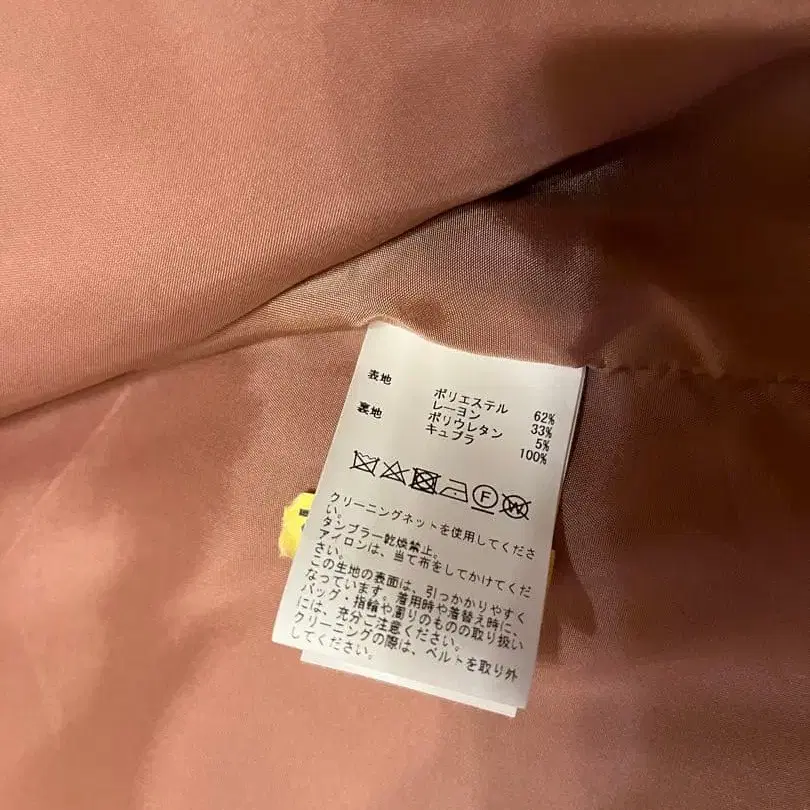 表地 ポリエステル 62%
レーヨン 33%
ポリウレタン 5%
裏地 キュプラ 100%
F W
クリーニングネットを使用してくださ
い。
タンブラー乾燥禁止。
アイロンは、当て布をしてかけてくだ
さい。
この生地の表面は、引っかかりやすく
なっています。着用時や着替え時に、
バッグ・指輪や周りのものの取り扱い
には、充分ご注意ください。
クリーニングの際は、ベルトを取り外
してください。